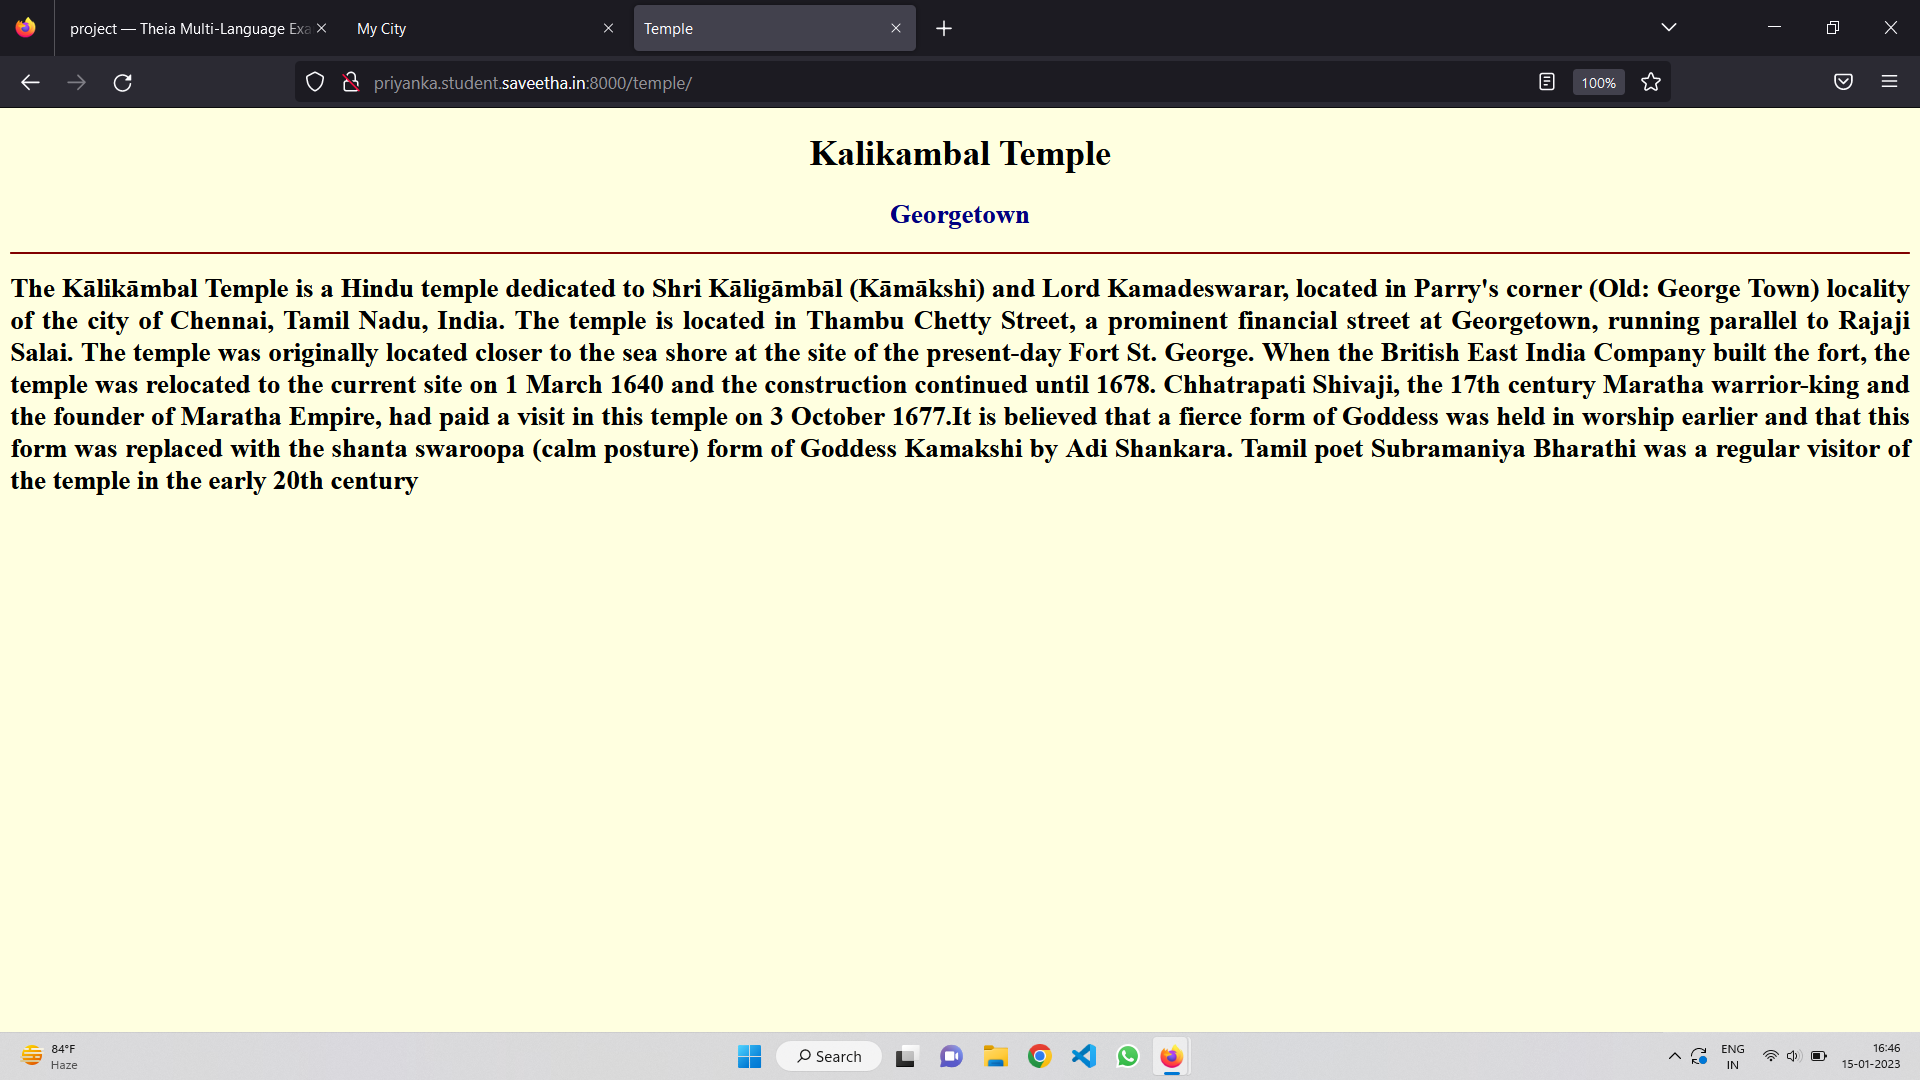 project — Theia Multi-Language Exa
My City
Temple
priyanka.student.saveetha.in:8000/temple/
100%
Kalikambal Temple
Georgetown
The Kālikāmbal Temple is a Hindu temple dedicated to Shri Kāligāmbāl (Kāmākshi) and Lord Kamadeswarar, located in Parry's corner (Old: George Town) locality
of the city of Chennai, Tamil Nadu, India. The temple is located in Thambu Chetty Street, a prominent financial street at Georgetown, running parallel to Rajaji
Salai. The temple was originally located closer to the sea shore at the site of the present-day Fort St. George. When the British East India Company built the fort, the
temple was relocated to the current site on 1 March 1640 and the construction continued until 1678. Chhatrapati Shivaji, the 17th century Maratha warrior-king and
the founder of Maratha Empire, had paid a visit in this temple on 3 October 1677.It is believed that a fierce form of Goddess was held in worship earlier and that this
form was replaced with the shanta swaroopa (calm posture) form of Goddess Kamakshi by Adi Shankara. Tamil poet Subramaniya Bharathi was a regular visitor of
the temple in the early 20th century
84°F
Haze
Search
ENG
IN
16:46
15-01-2023